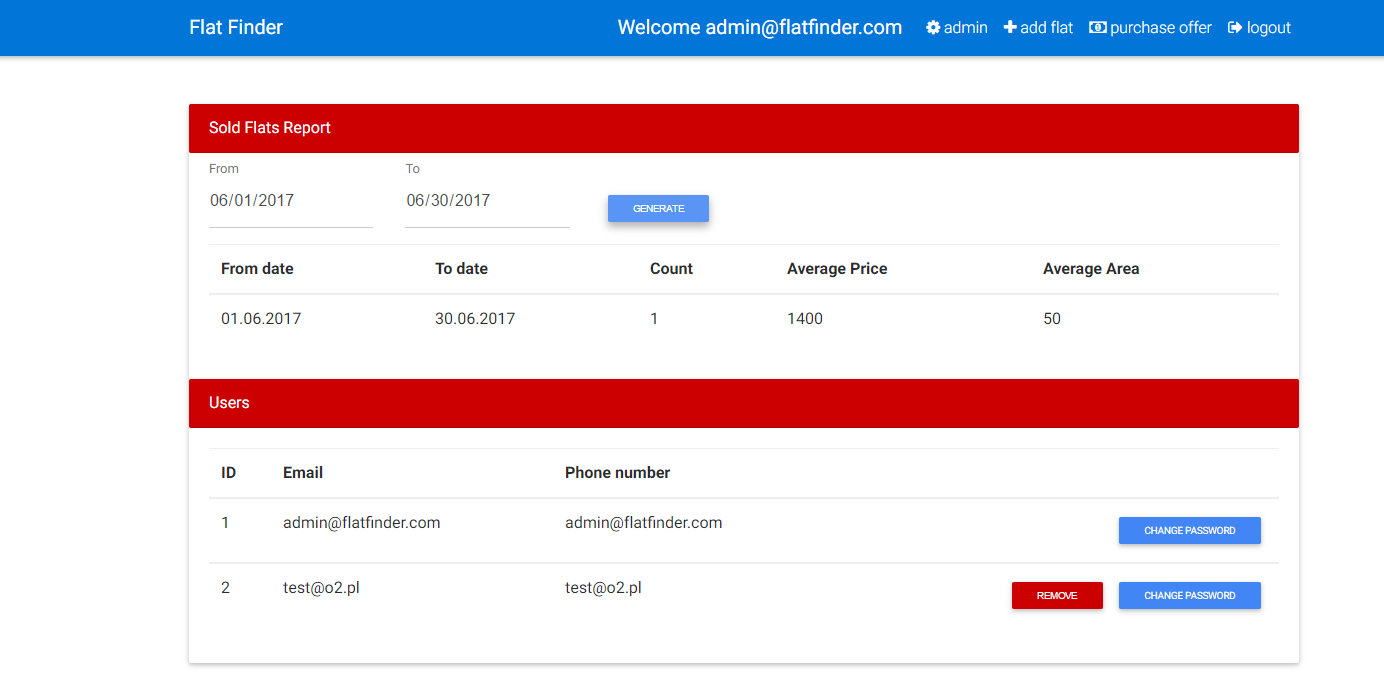 Flat Finder Welcome admin@flatfinder.com admin add flat purchase offer logout
Sold Flats Report
From To
06/01/2017 06/30/2017 GENERATE
From date To date Count Average Price Average Area
01.06.2017 30.06.2017 1 1400 50
Users
ID Email Phone number
1 admin@flatfinder.com admin@flatfinder.com CHANGE PASSWORD
2 test@o2.pl test@o2.pl REMOVE CHANGE PASSWORD